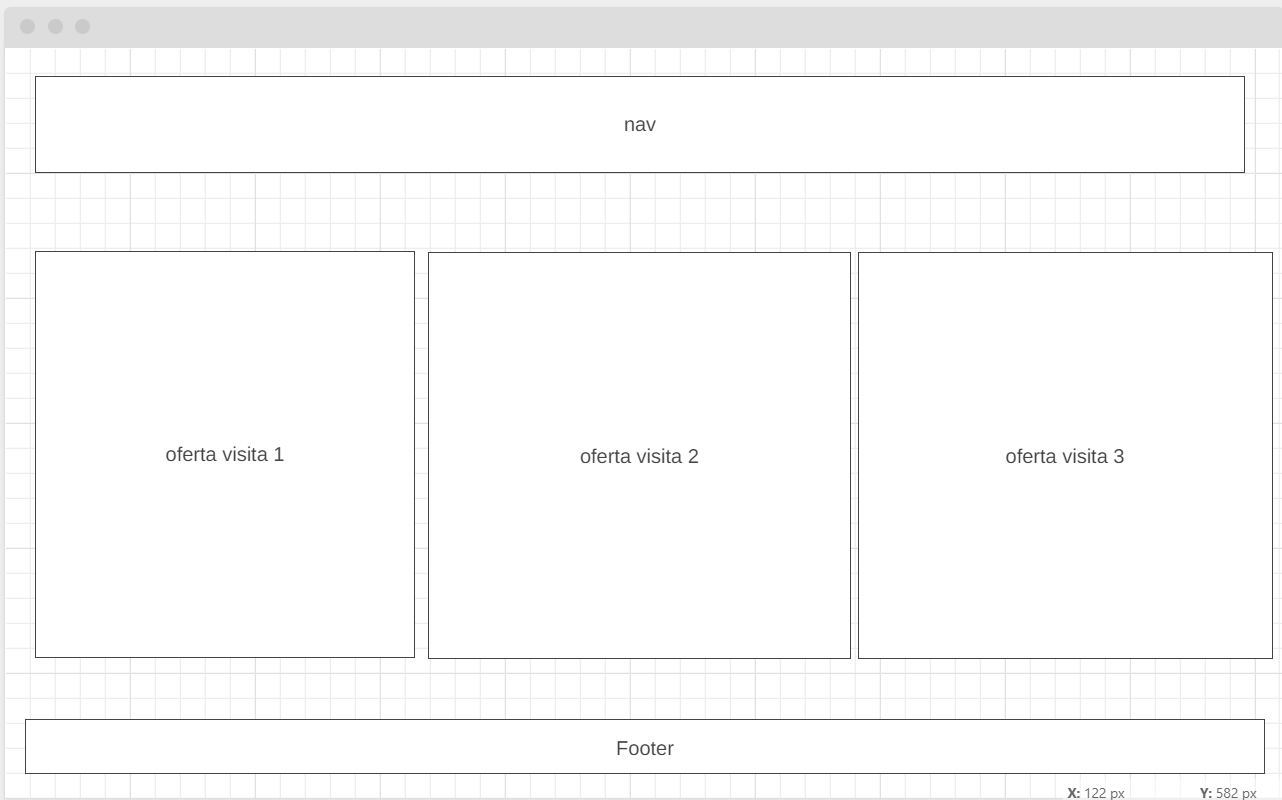 nav
oferta visita 1
oferta visita 2
oferta visita 3
Footer
X: 122 px Y: 582 px